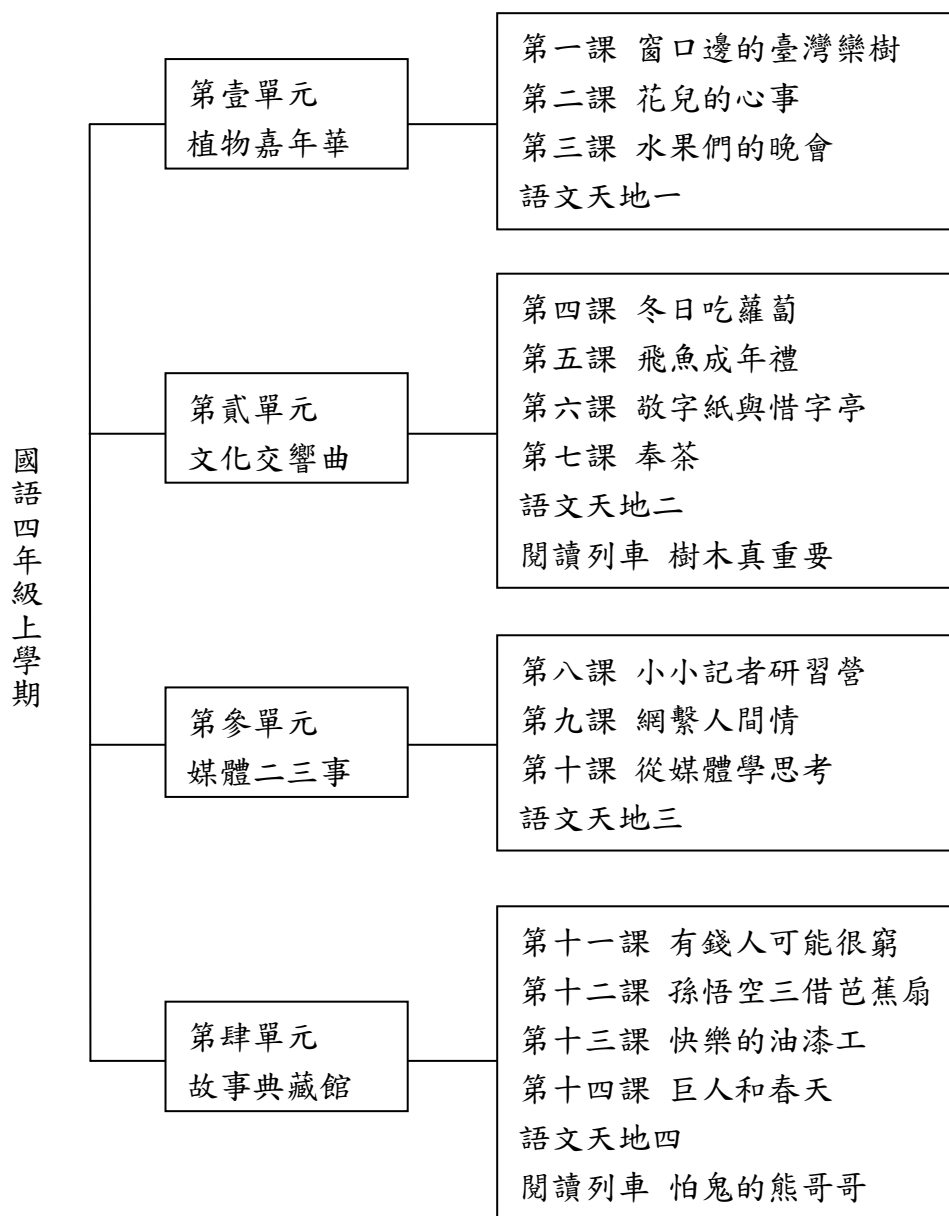 國語四年級上學期
第壹單元
植物嘉年華
第一課 窗口邊的臺灣欒樹
第二課 花兒的心事
第三課 水果們的晚會
語文天地一
第貳單元
文化交響曲
第四課 冬日吃蘿蔔
第五課 飛魚成年禮
第六課 敬字紙與惜字亭
第七課 奉茶
語文天地二
閱讀列車 樹木真重要
第參單元
媒體二三事
第八課 小小記者研習營
第九課 網繫人間情
第十課 從媒體學思考
語文天地三
第肆單元
故事典藏館
第十一課 有錢人可能很窮
第十二課 孫悟空三借芭蕉扇
第十三課 快樂的油漆工
第十四課 巨人和春天
語文天地四
閱讀列車 怕鬼的熊哥哥